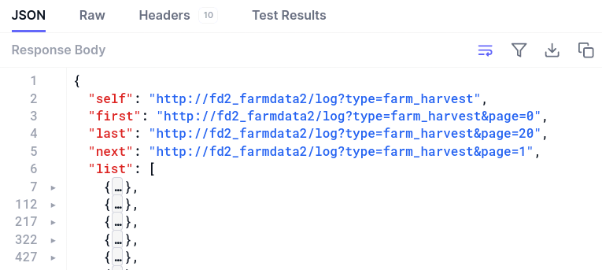 JSON Raw Headers 10 Test Results
Response Body
1 {
2 "self": "http://fd2_farmdata2/log?type=farm_harvest",
3 "first": "http://fd2_farmdata2/log?type=farm_harvest&page=0",
4 "last": "http://fd2_farmdata2/log?type=farm_harvest&page=20",
5 "next": "http://fd2_farmdata2/log?type=farm_harvest&page=1",
6 "list": [
7 {…},
112 {…},
217 {…},
322 {…},
427 {…},